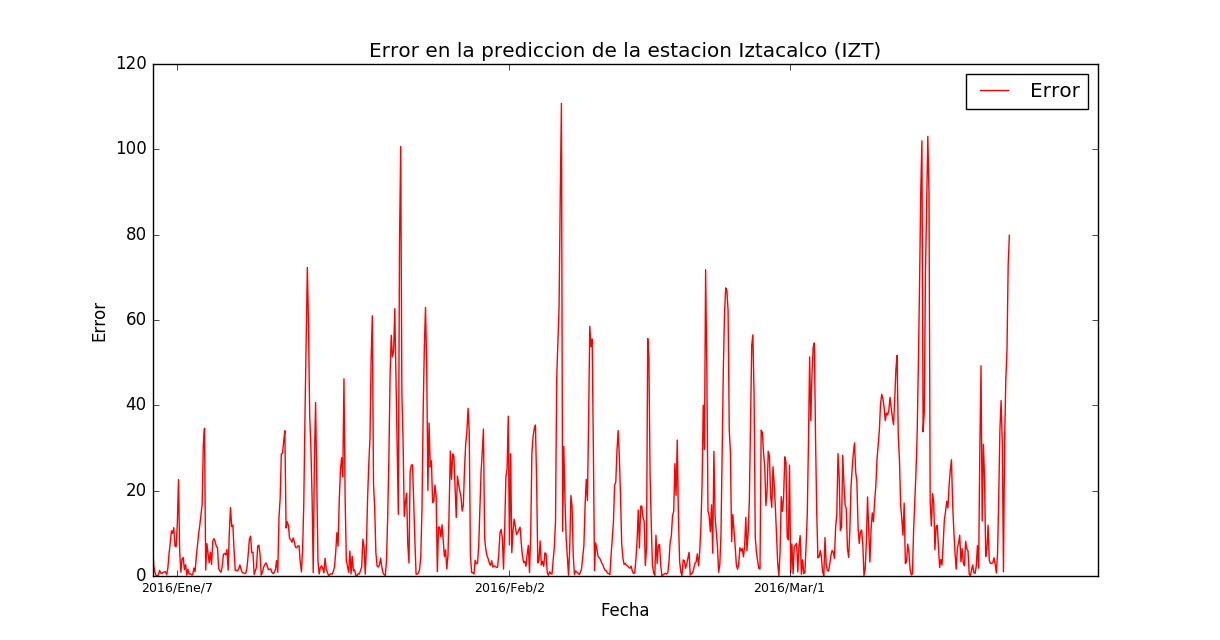 Error en la prediccion de la estacion Iztacalco (IZT)
120
Error
100
80
60
Error
40
20
0
2016/Ene/7 2016/Feb/2 2016/Mar/1
Fecha